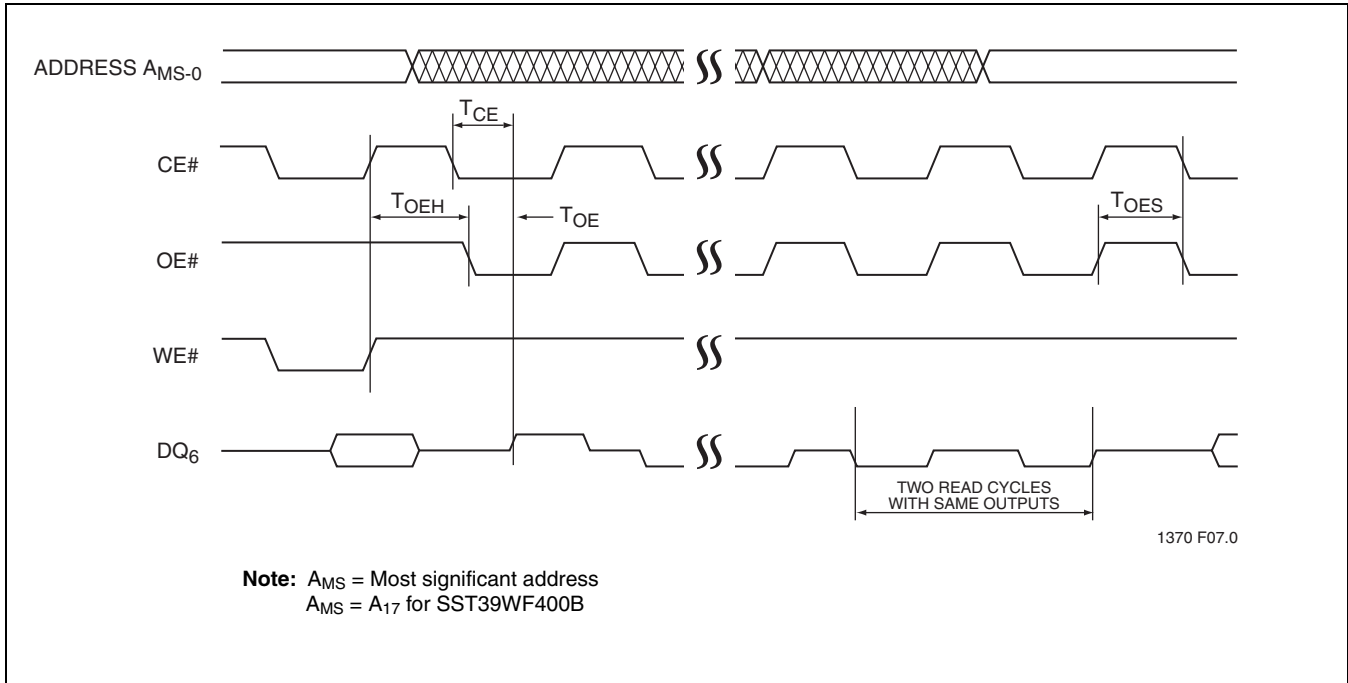 ADDRESS AMS-0
TCE
CE#
TOEH
TOE
TOES
OE#
WE#
DQ6
TWO READ CYCLES
WITH SAME OUTPUTS
1370 F07.0
Note: AMS = Most significant address
AMS = A17 for SST39WF400B